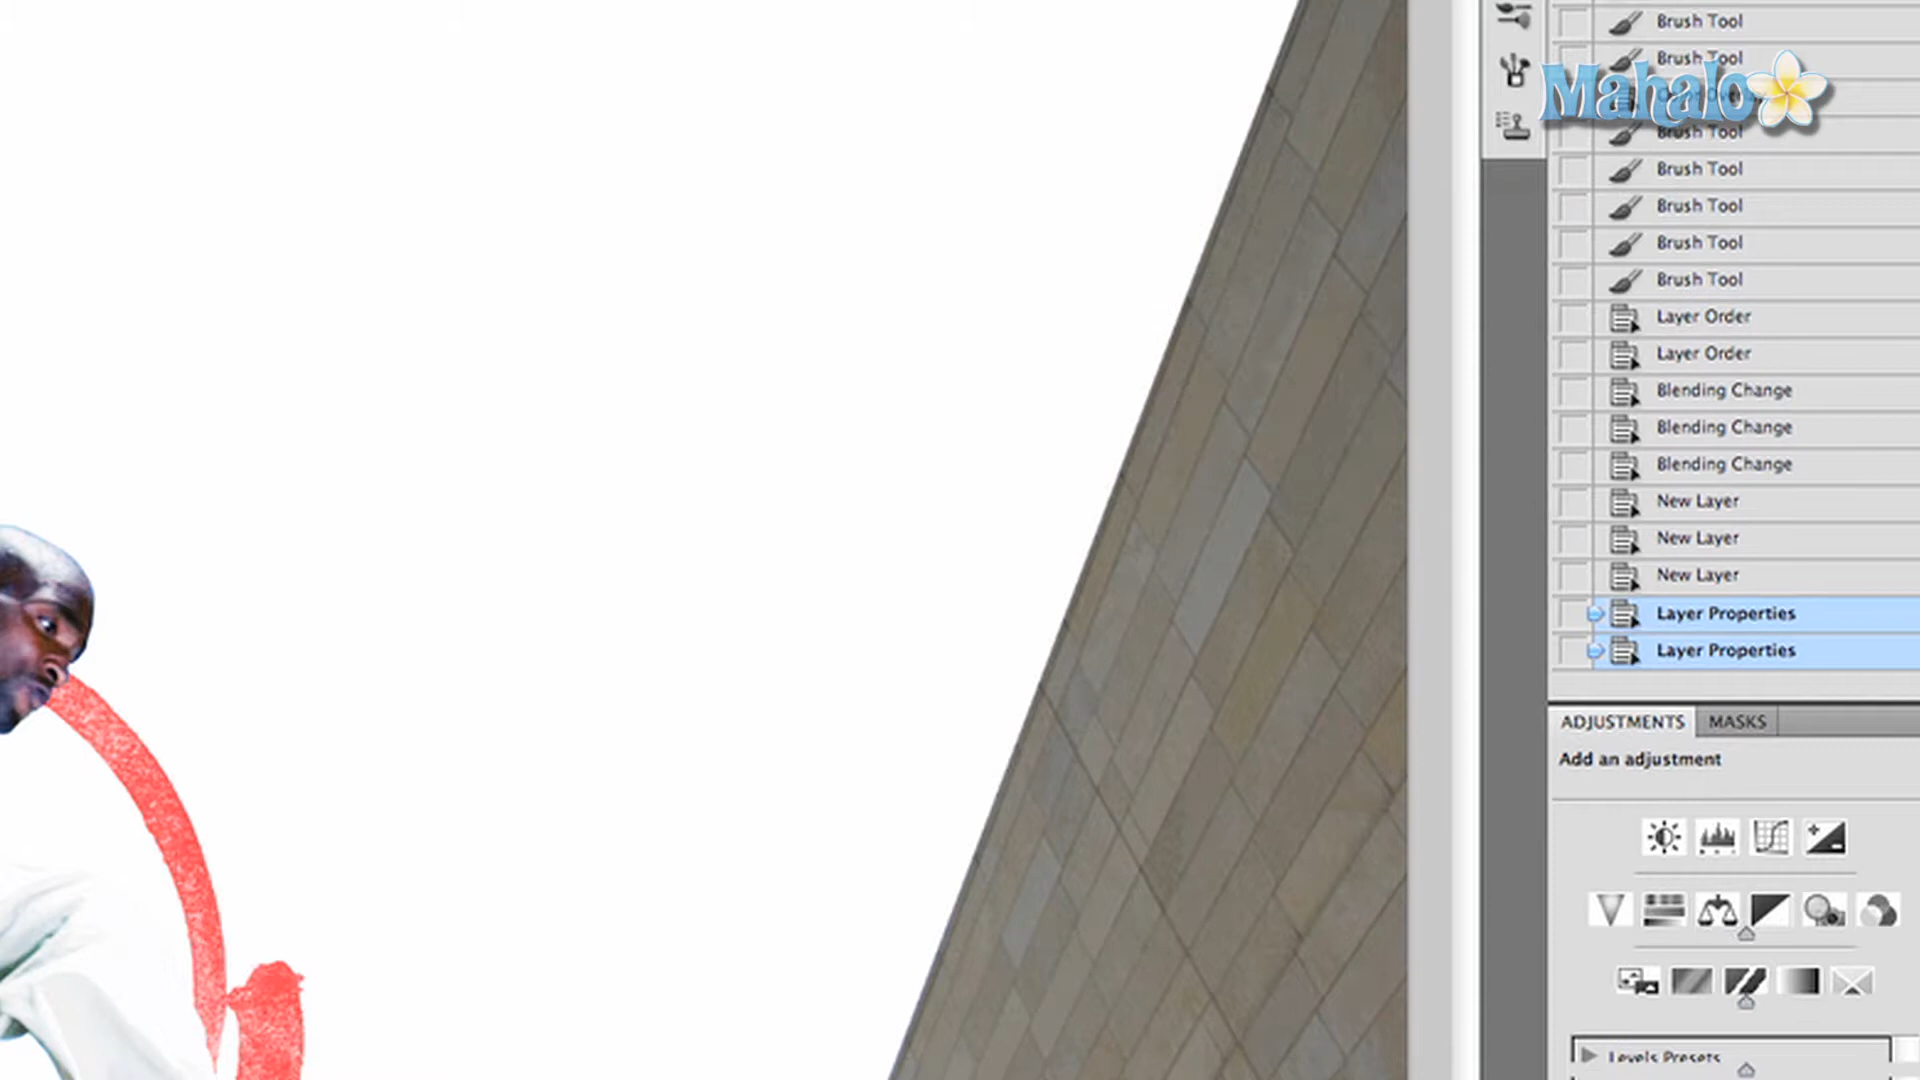 Brush Tool
Brush Tool
Mahalo
Brush Tool
Brush Tool
Brush Tool
Brush Tool
Brush Tool
Layer Order
Layer Order
Blending Change
Blending Change
Blending Change
New Layer
New Layer
New Layer
Layer Properties
Layer Properties
ADJUSTMENTS MASKS
Add an adjustment
Levels Presets